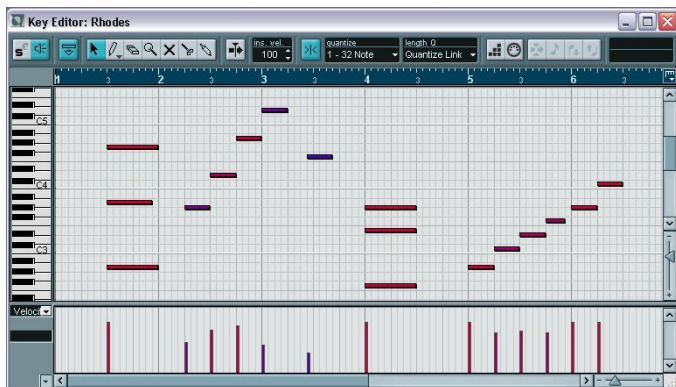 Key Editor: Rhodes
ins. vel. quantize length Q
100 1 - 32 Note Quantize Link
1 3 2 3 3 3 4 3 5 3 6 3
C5
C4
C3
Veloci